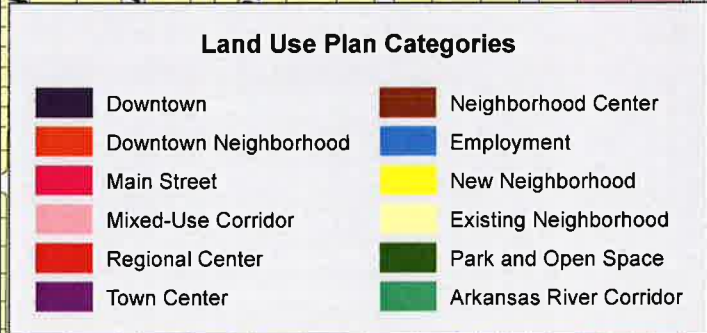 Land Use Plan Categories
Downtown
Downtown Neighborhood
Main Street
Mixed-Use Corridor
Regional Center
Town Center
Neighborhood Center
Employment
New Neighborhood
Existing Neighborhood
Park and Open Space
Arkansas River Corridor